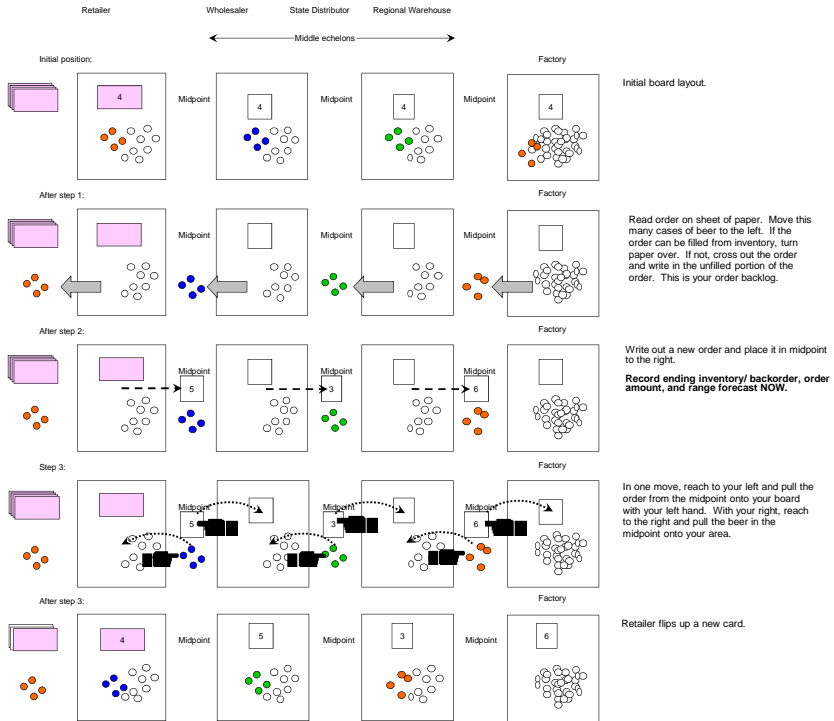 Retailer
Wholesaler
State Distributor
Regional Warehouse
Middle echelons
Initial position:
Factory
4
Midpoint
4
Midpoint
4
Midpoint
4
Initial board layout.
After step 1:
Factory
Midpoint
Midpoint
Midpoint
Read order on sheet of paper. Move this
many cases of beer to the left. If the
order can be filled from inventory, turn
paper over. If not, cross out the order
and write in the unfilled portion of the
order. This is your order backlog.
After step 2:
Factory
Midpoint
5
Midpoint
3
Midpoint
6
Write out a new order and place it in midpoint
to the right.
Record ending inventory/ backorder, order
amount, and range forecast NOW.
Step 3:
Factory
Midpoint
5
Midpoint
3
Midpoint
6
In one move, reach to your left and pull the
order from the midpoint onto your board
with your left hand. With your right, reach
to the right and pull the beer in the
midpoint onto your area.
After step 3:
Factory
4
Midpoint
5
Midpoint
3
Midpoint
6
Retailer flips up a new card.